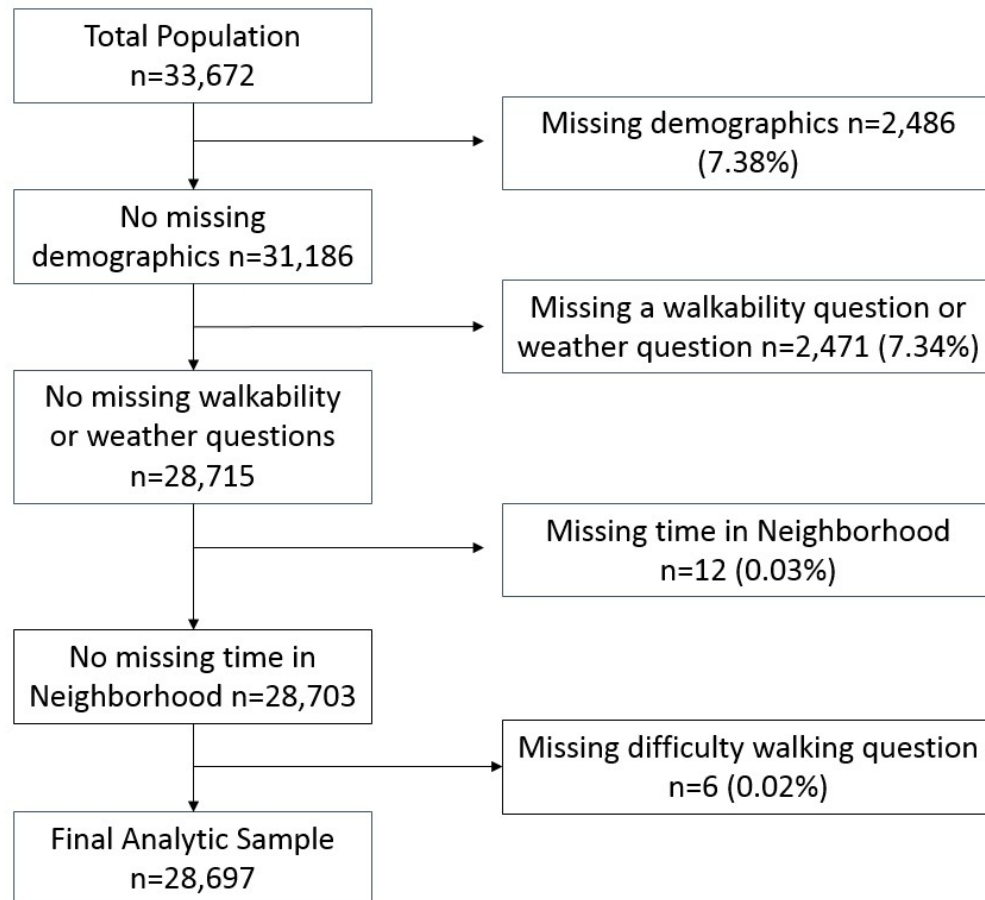 Total Population
n=33,672
Missing demographics n=2,486
(7.38%)
No missing
demographics n=31,186
Missing a walkability question or
weather question n=2,471 (7.34%)
No missing walkability
or weather questions
n=28,715
Missing time in Neighborhood
n=12 (0.03%)
No missing time in
Neighborhood n=28,703
Missing difficulty walking question
n=6 (0.02%)
Final Analytic Sample
n=28,697